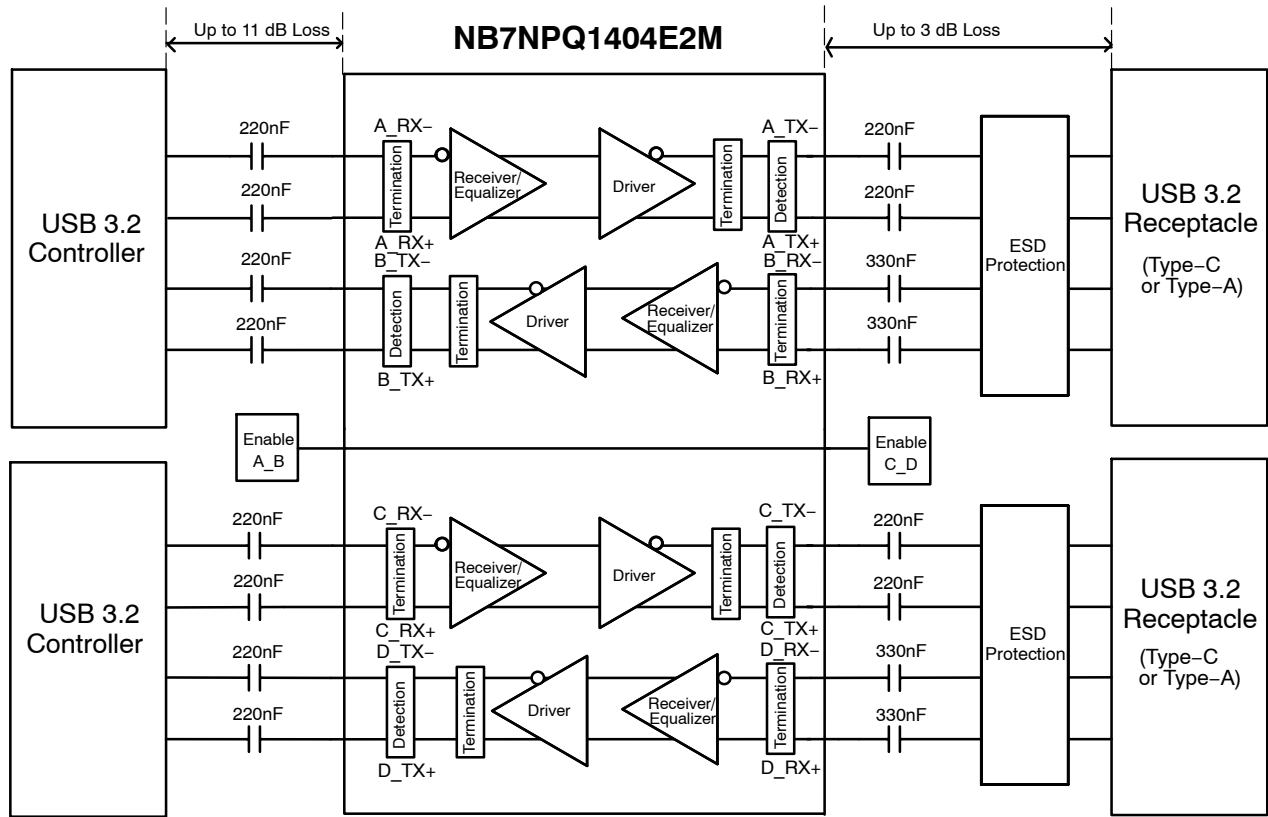 Up to 11 dB Loss
NB7NPQ1404E2M
Up to 3 dB Loss
USB 3.2
Controller
220nF
220nF
220nF
220nF
A_RX−
Termination
A_RX+
Receiver/
Equalizer
Driver
Termination
A_TX−
Detection
A_TX+
B_TX−
Detection
B_TX+
Termination
Driver
Receiver/
Equalizer
B_RX−
Termination
B_RX+
220nF
220nF
330nF
330nF
ESD
Protection
USB 3.2
Receptacle
(Type−C
or Type−A)
Enable
A_B
Enable
C_D
USB 3.2
Controller
220nF
220nF
220nF
220nF
C_RX−
Termination
C_RX+
Receiver/
Equalizer
Driver
Termination
C_TX−
Detection
C_TX+
D_TX−
Detection
D_TX+
Termination
Driver
Receiver/
Equalizer
D_RX−
Termination
D_RX+
220nF
220nF
330nF
330nF
ESD
Protection
USB 3.2
Receptacle
(Type−C
or Type−A)